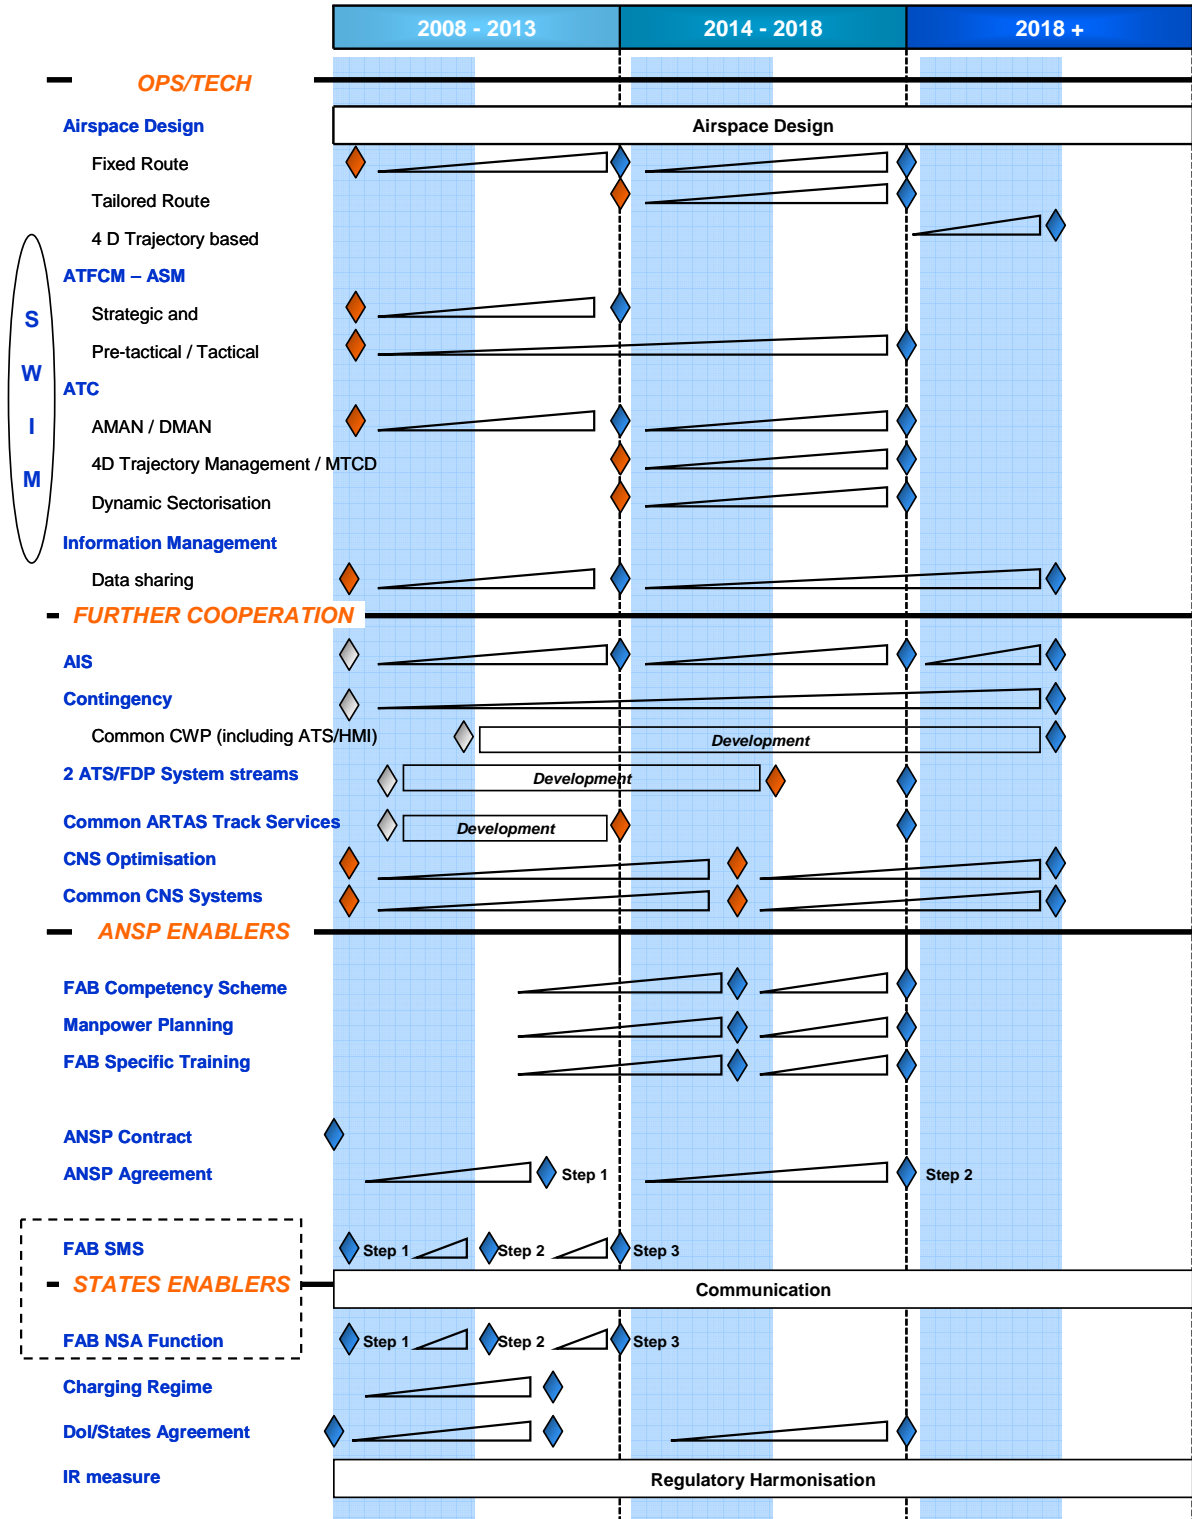 2008 - 2013 2014 - 2018 2018 +
OPS/TECH
Airspace Design Airspace Design
Fixed Route
Tailored Route
4 D Trajectory based
ATFCM – ASM
Strategic and
Pre-tactical / Tactical
ATC
AMAN / DMAN
4D Trajectory Management / MTCD
Dynamic Sectorisation
Information Management
Data sharing
S
W
I
M
FURTHER COOPERATION
AIS
Contingency
Common CWP (including ATS/HMI) Development
2 ATS/FDP System streams Development
Common ARTAS Track Services Development
CNS Optimisation
Common CNS Systems
ANSP ENABLERS
FAB Competency Scheme
Manpower Planning
FAB Specific Training
ANSP Contract
ANSP Agreement Step 1 Step 2
FAB SMS Step 1 Step 2 Step 3
STATES ENABLERS Communication
FAB NSA Function Step 1 Step 2 Step 3
Charging Regime
DoI/States Agreement
IR measure Regulatory Harmonisation